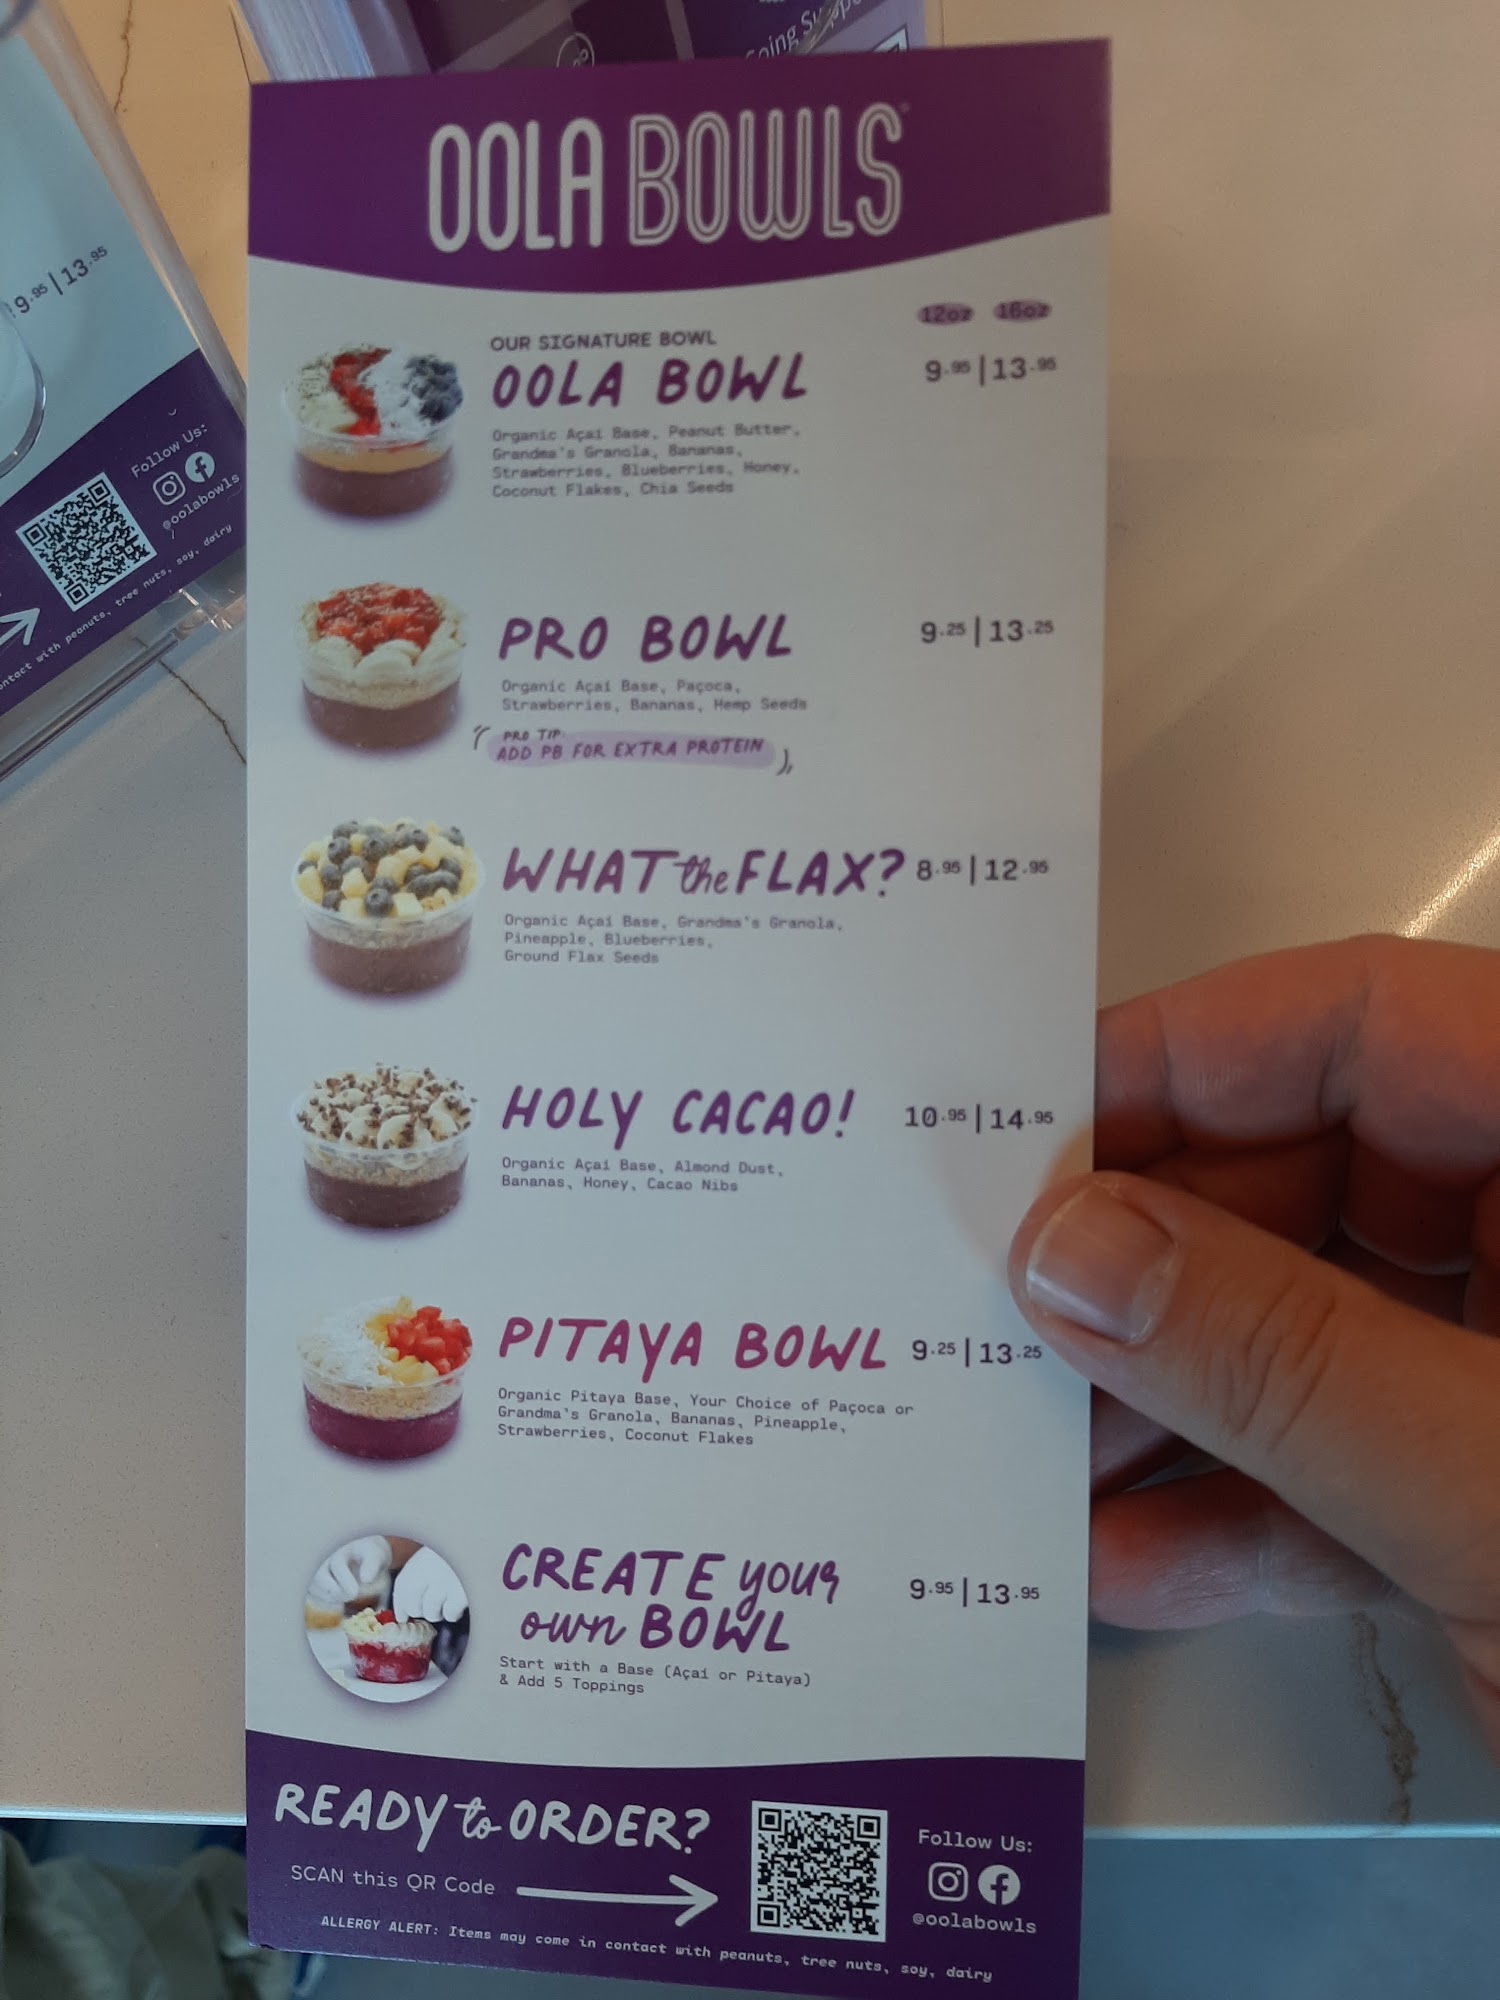 OOLA BOWLS
12oz 16oz
OUR SIGNATURE BOWL
OOLA BOWL 9.95|13.95
Organic Açai Base, Peanut Butter,
Grandma's Granola, Bananas,
Strawberries, Blueberries, Honey,
Coconut Flakes, Chia Seeds
PRO BOWL 9.25|13.25
Organic Açai Base, Paçoca,
Strawberries, Bananas, Hemp Seeds
PRO TIP:
ADD PB FOR EXTRA PROTEIN
WHAT the FLAX? 8.95|12.95
Organic Açai Base, Grandma's Granola,
Pineapple, Blueberries,
Ground Flax Seeds
HOLY CACAO! 10.95|14.95
Organic Açai Base, Almond Dust,
Bananas, Honey, Cacao Nibs
PITAYA BOWL 9.25|13.25
Organic Pitaya Base, Your Choice of Paçoca or
Grandma's Granola, Bananas, Pineapple,
Strawberries, Coconut Flakes
CREATE your
own BOWL 9.95|13.95
Start with a Base (Açai or Pitaya)
& Add 5 Toppings
READY to ORDER?
SCAN this QR Code
Follow Us:
@oolabowls
ALLERGY ALERT: Items may come in contact with peanuts, tree nuts, soy, dairy
9.95|13.95
Follow Us:
@oolabowls
contact with peanuts, tree nuts, soy, dairy